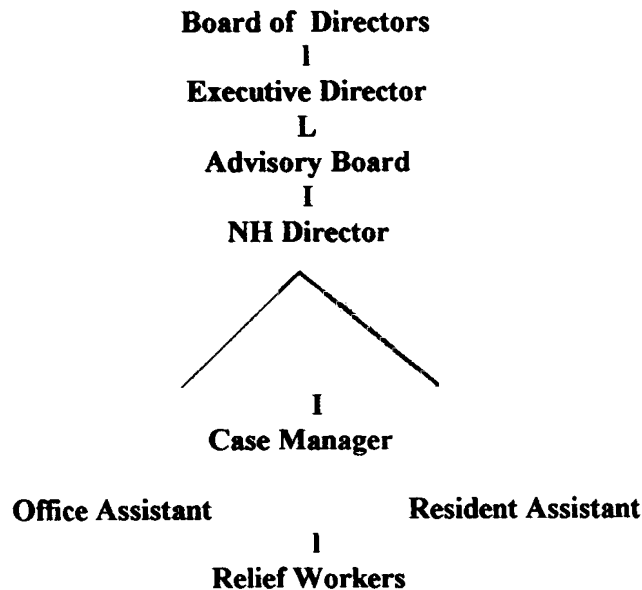 Board of Directors
l
Executive Director
L
Advisory Board
I
NH Director
I
Case Manager
Office Assistant Resident Assistant
l
Relief Workers